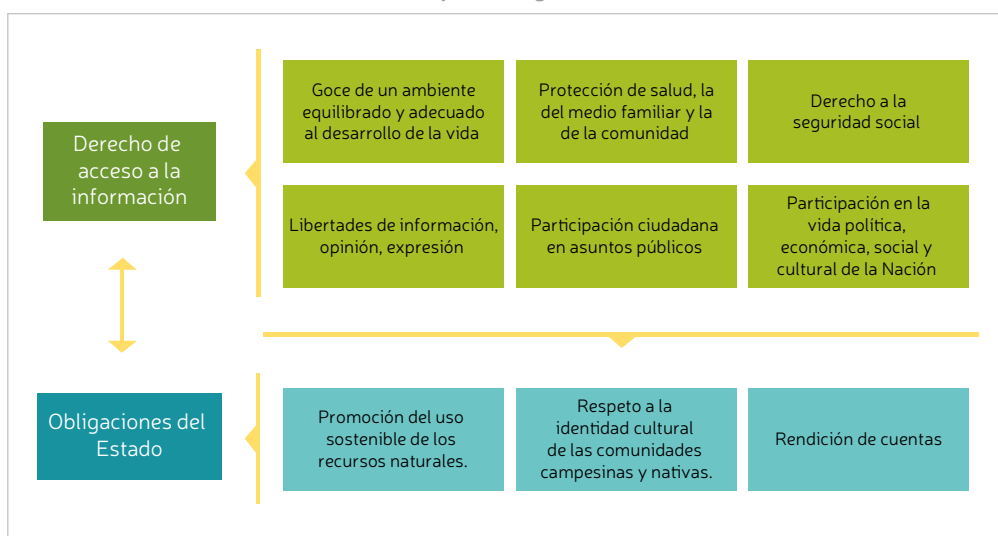 Derecho de
acceso a la
información
Goce de un ambiente
equilibrado y adecuado
al desarrollo de la vida
Protección de salud, la
del medio familiar y la
de la comunidad
Derecho a la
seguridad social
Libertades de información,
opinión, expresión
Participación ciudadana
en asuntos públicos
Participación en la
vida política,
económica, social y
cultural de la Nación
Obligaciones del
Estado
Promoción del uso
sostenible de los
recursos naturales.
Respeto a la
identidad cultural
de las comunidades
campesinas y nativas.
Rendición de cuentas